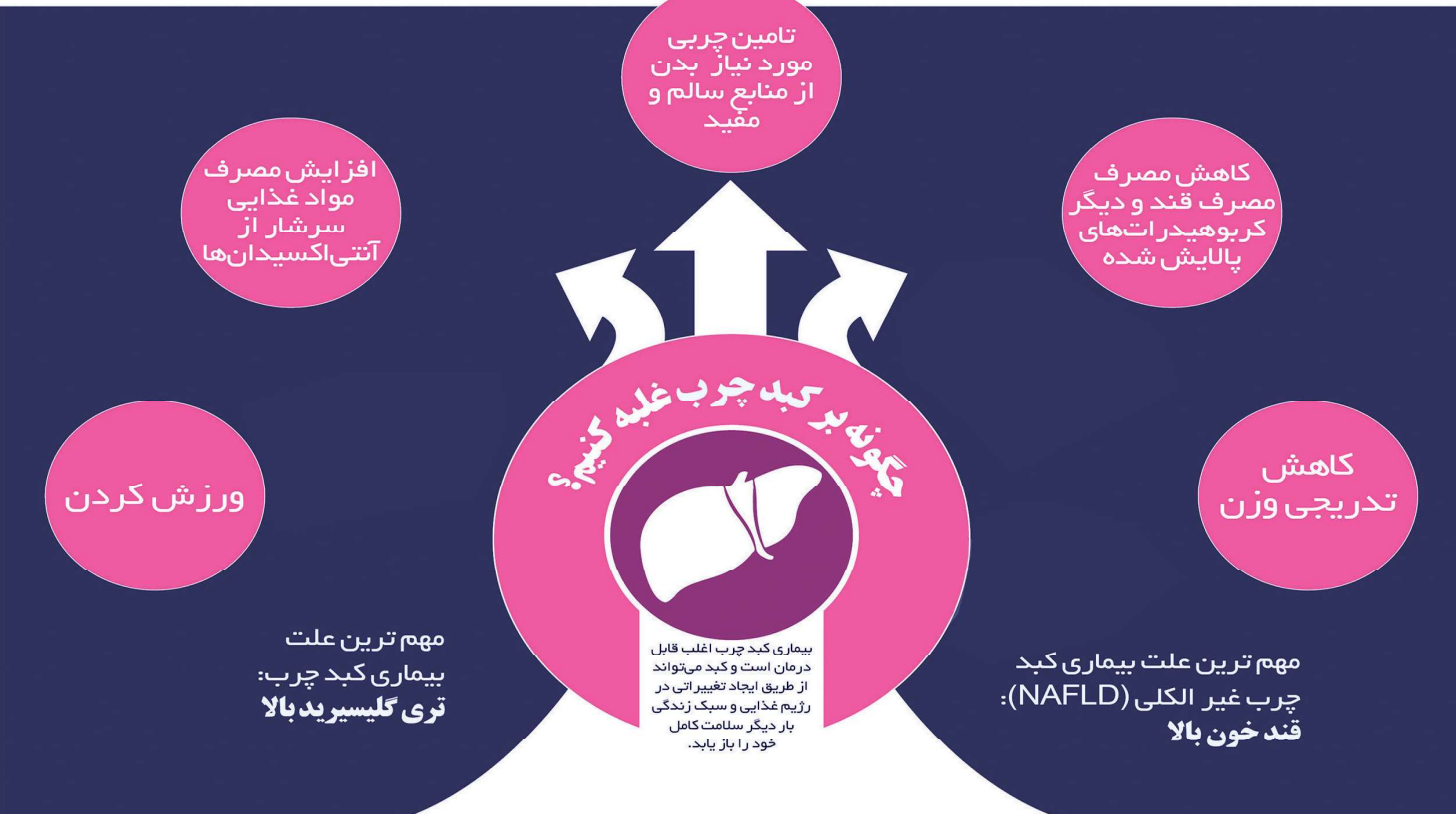 تامین چربی
مورد نیاز بدن
از منابع سالم و
مفید
کاهش مصرف
مصرف قند و دیگر
کربوهیدرات‌های
پالایش شده
افزایش مصرف
مواد غذایی
سرشار از
آنتی‌اکسیدان‌ها
چگونه بر کبد چرب غلبه کنیم؟
کاهش
تدریجی وزن
ورزش کردن
بیماری کبد چرب اغلب قابل
درمان است و کبد می‌تواند
از طریق ایجاد تغییراتی در
رژیم غذایی و سبک زندگی
بار دیگر سلامت کامل
خود را باز یابد.
مهم ترین علت بیماری کبد
چرب غیر الکلی (NAFLD):
قند خون بالا
مهم ترین علت
بیماری کبد چرب:
تری گلیسیرید بالا